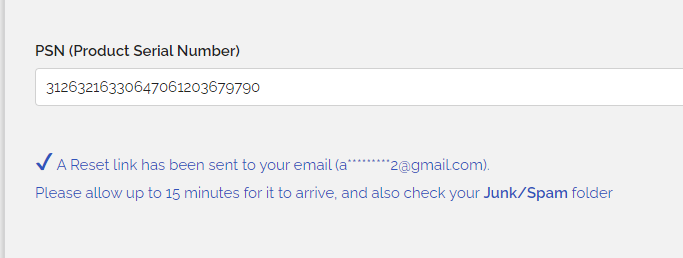 PSN (Product Serial Number)
31263216330647061203679790
✓ A Reset link has been sent to your email (a*********2@gmail.com).
Please allow up to 15 minutes for it to arrive, and also check your Junk/Spam folder